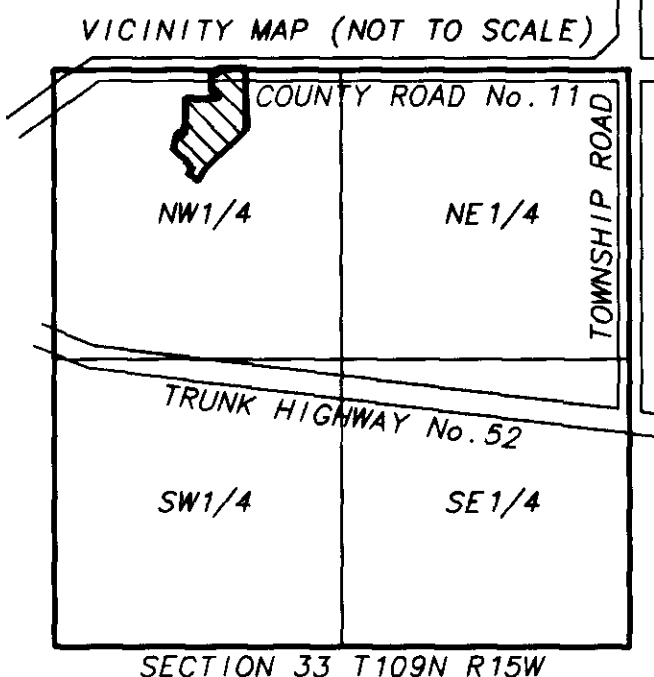 VICINITY MAP (NOT TO SCALE)
COUNTY ROAD No. 11
TOWNSHIP ROAD
NW1/4
NE1/4
TRUNK HIGHWAY No. 52
SW1/4
SE1/4
SECTION 33 T109N R15W